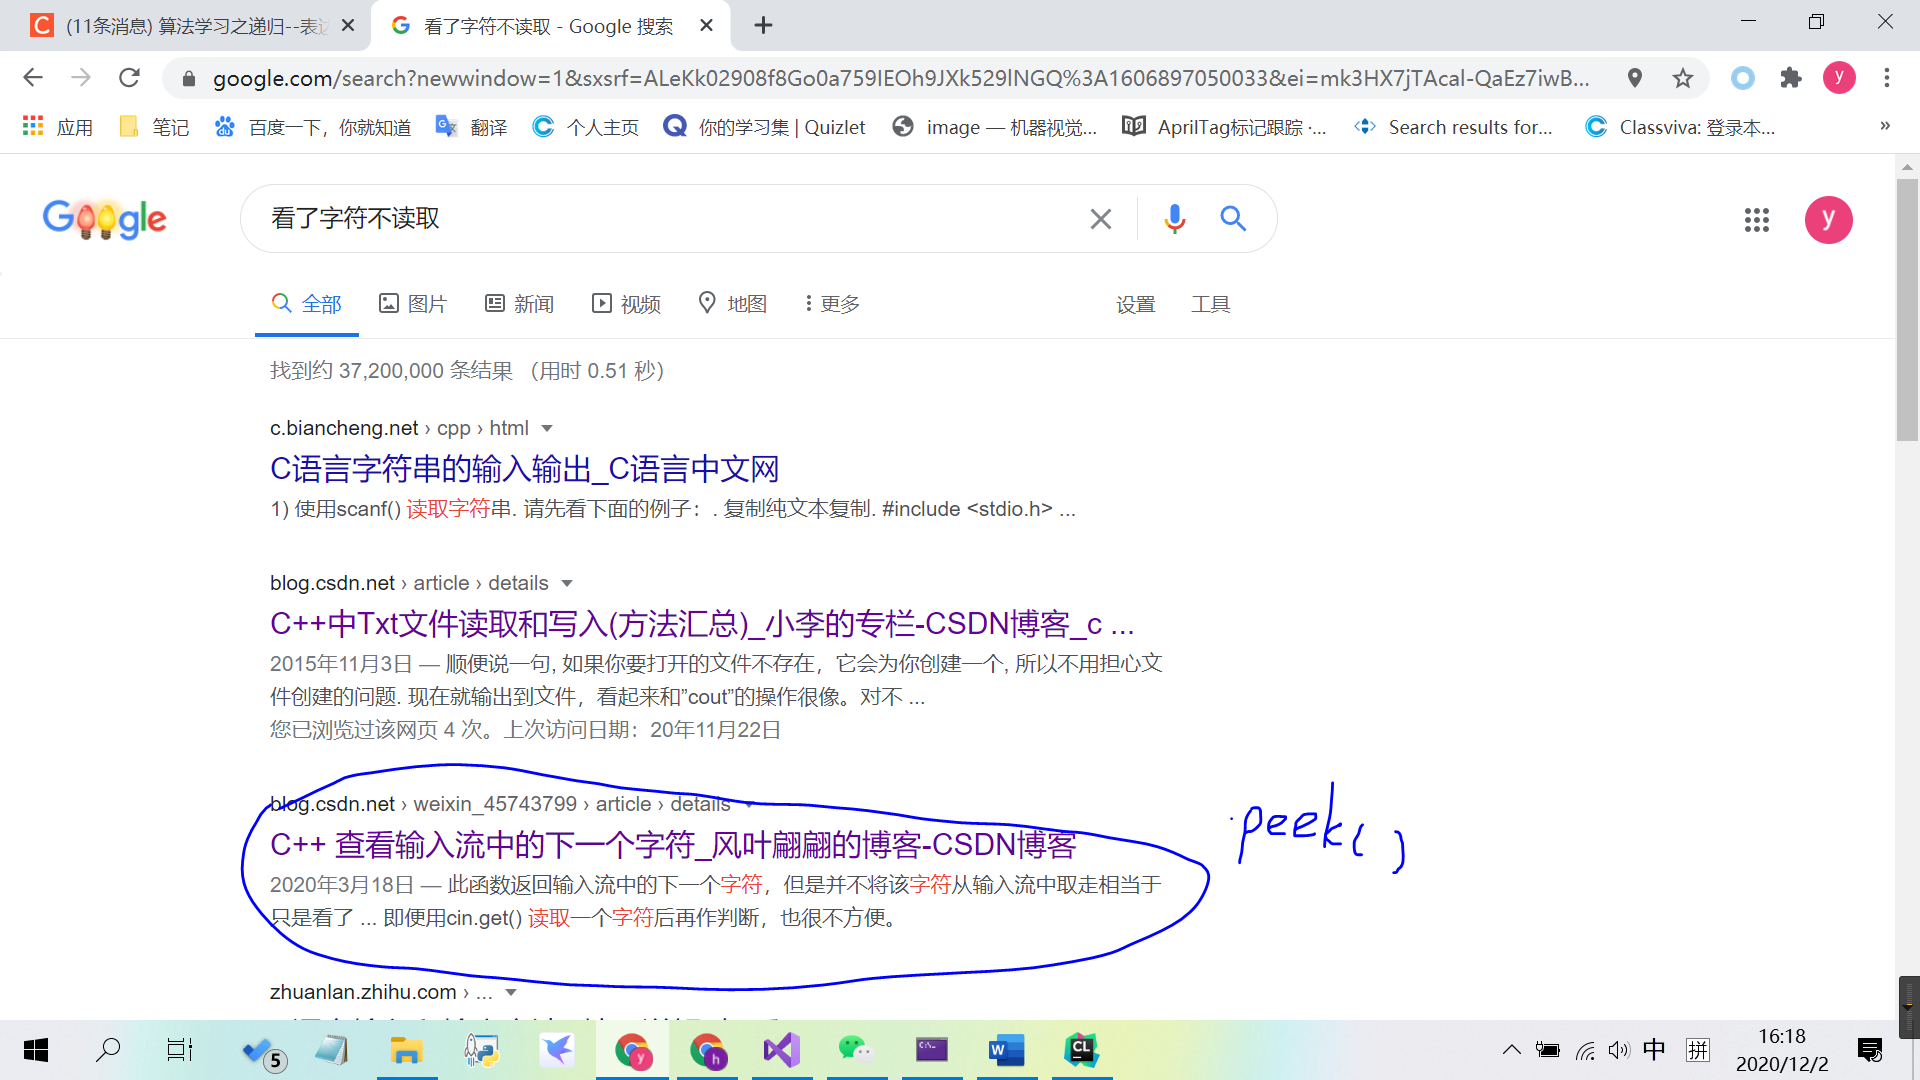 (11条消息) 算法学习之递归--表达
看了字符不读取 - Google 搜索
google.com/search?newwindow=1&sxsrf=ALeKk02908f8Go0a759IEOh9JXk529lNGQ%3A1606897050033&ei=mk3HX7jTAcal-QaEz7iwB...
y
应用
笔记
百度一下，你就知道
翻译
个人主页
你的学习集 | Quizlet
image — 机器视觉...
AprilTag标记跟踪 ·...
Search results for...
Classviva: 登录本...
»
Google
看了字符不读取
y
全部
图片
新闻
视频
地图
更多
设置
工具
找到约 37,200,000 条结果 （用时 0.51 秒）
c.biancheng.net › cpp › html
C语言字符串的输入输出_C语言中文网
1) 使用scanf() 读取字符串. 请先看下面的例子：. 复制纯文本复制. #include <stdio.h> ...
blog.csdn.net › article › details
C++中Txt文件读取和写入(方法汇总)_小李的专栏-CSDN博客_c ...
2015年11月3日 — 顺便说一句, 如果你要打开的文件不存在，它会为你创建一个, 所以不用担心文
件创建的问题. 现在就输出到文件，看起来和”cout”的操作很像。对不 ...
您已浏览过该网页 4 次。上次访问日期：20年11月22日
blog.csdn.net › weixin_45743799 › article › details
C++ 查看输入流中的下一个字符_风叶翩翩的博客-CSDN博客
2020年3月18日 — 此函数返回输入流中的下一个字符，但是并不将该字符从输入流中取走相当于
只是看了 ... 即便用cin.get() 读取一个字符后再作判断，也很不方便。
peek()
zhuanlan.zhihu.com › ...
5
y
h
C:\.
W
CL
中
拼
16:18
2020/12/2